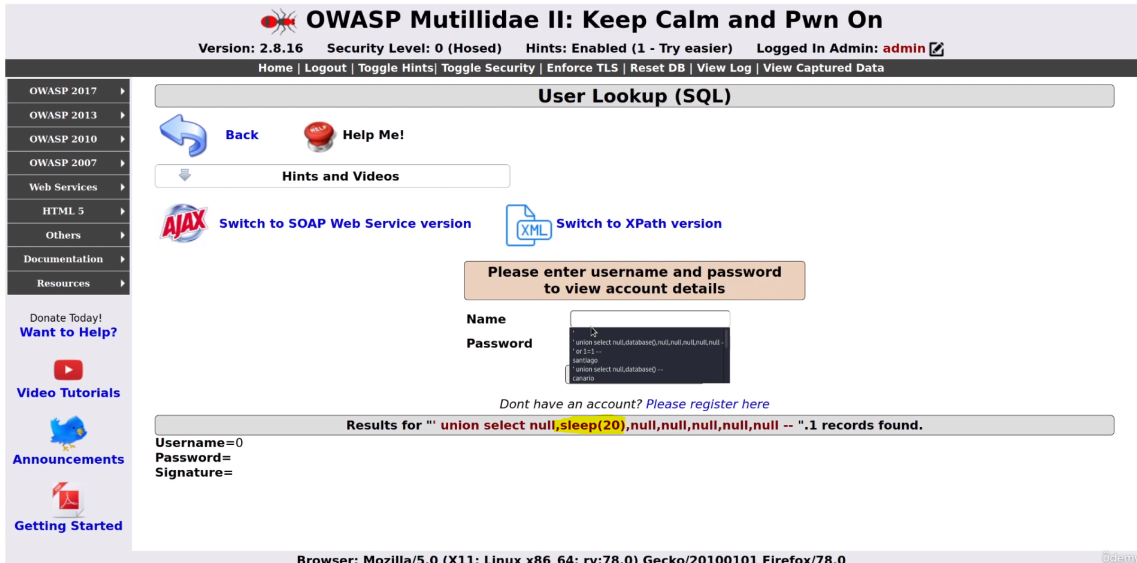 OWASP Mutillidae II: Keep Calm and Pwn On
Version: 2.8.16 Security Level: 0 (Hosed) Hints: Enabled (1 - Try easier) Logged In Admin: admin
Home | Logout | Toggle Hints| Toggle Security | Enforce TLS | Reset DB | View Log | View Captured Data
OWASP 2017
OWASP 2013
OWASP 2010
OWASP 2007
Web Services
HTML 5
Others
Documentation
Resources
Donate Today!
Want to Help?
Video Tutorials
Announcements
Getting Started
User Lookup (SQL)
Back
HELP
Help Me!
Hints and Videos
AJAX
Switch to SOAP Web Service version
XML
Switch to XPath version
Please enter username and password
to view account details
Name
Password
'
' union select null,database(),null,null,null,null,null -
' or 1=1 --
santiago
' union select null,database() --
canario
Dont have an account? Please register here
Results for "' union select null,sleep(20),null,null,null,null,null -- ".1 records found.
Username=0
Password=
Signature=
Browser: Mozilla/5.0 (X11; Linux x86_64; rv:78.0) Gecko/20100101 Firefox/78.0
ûdemy